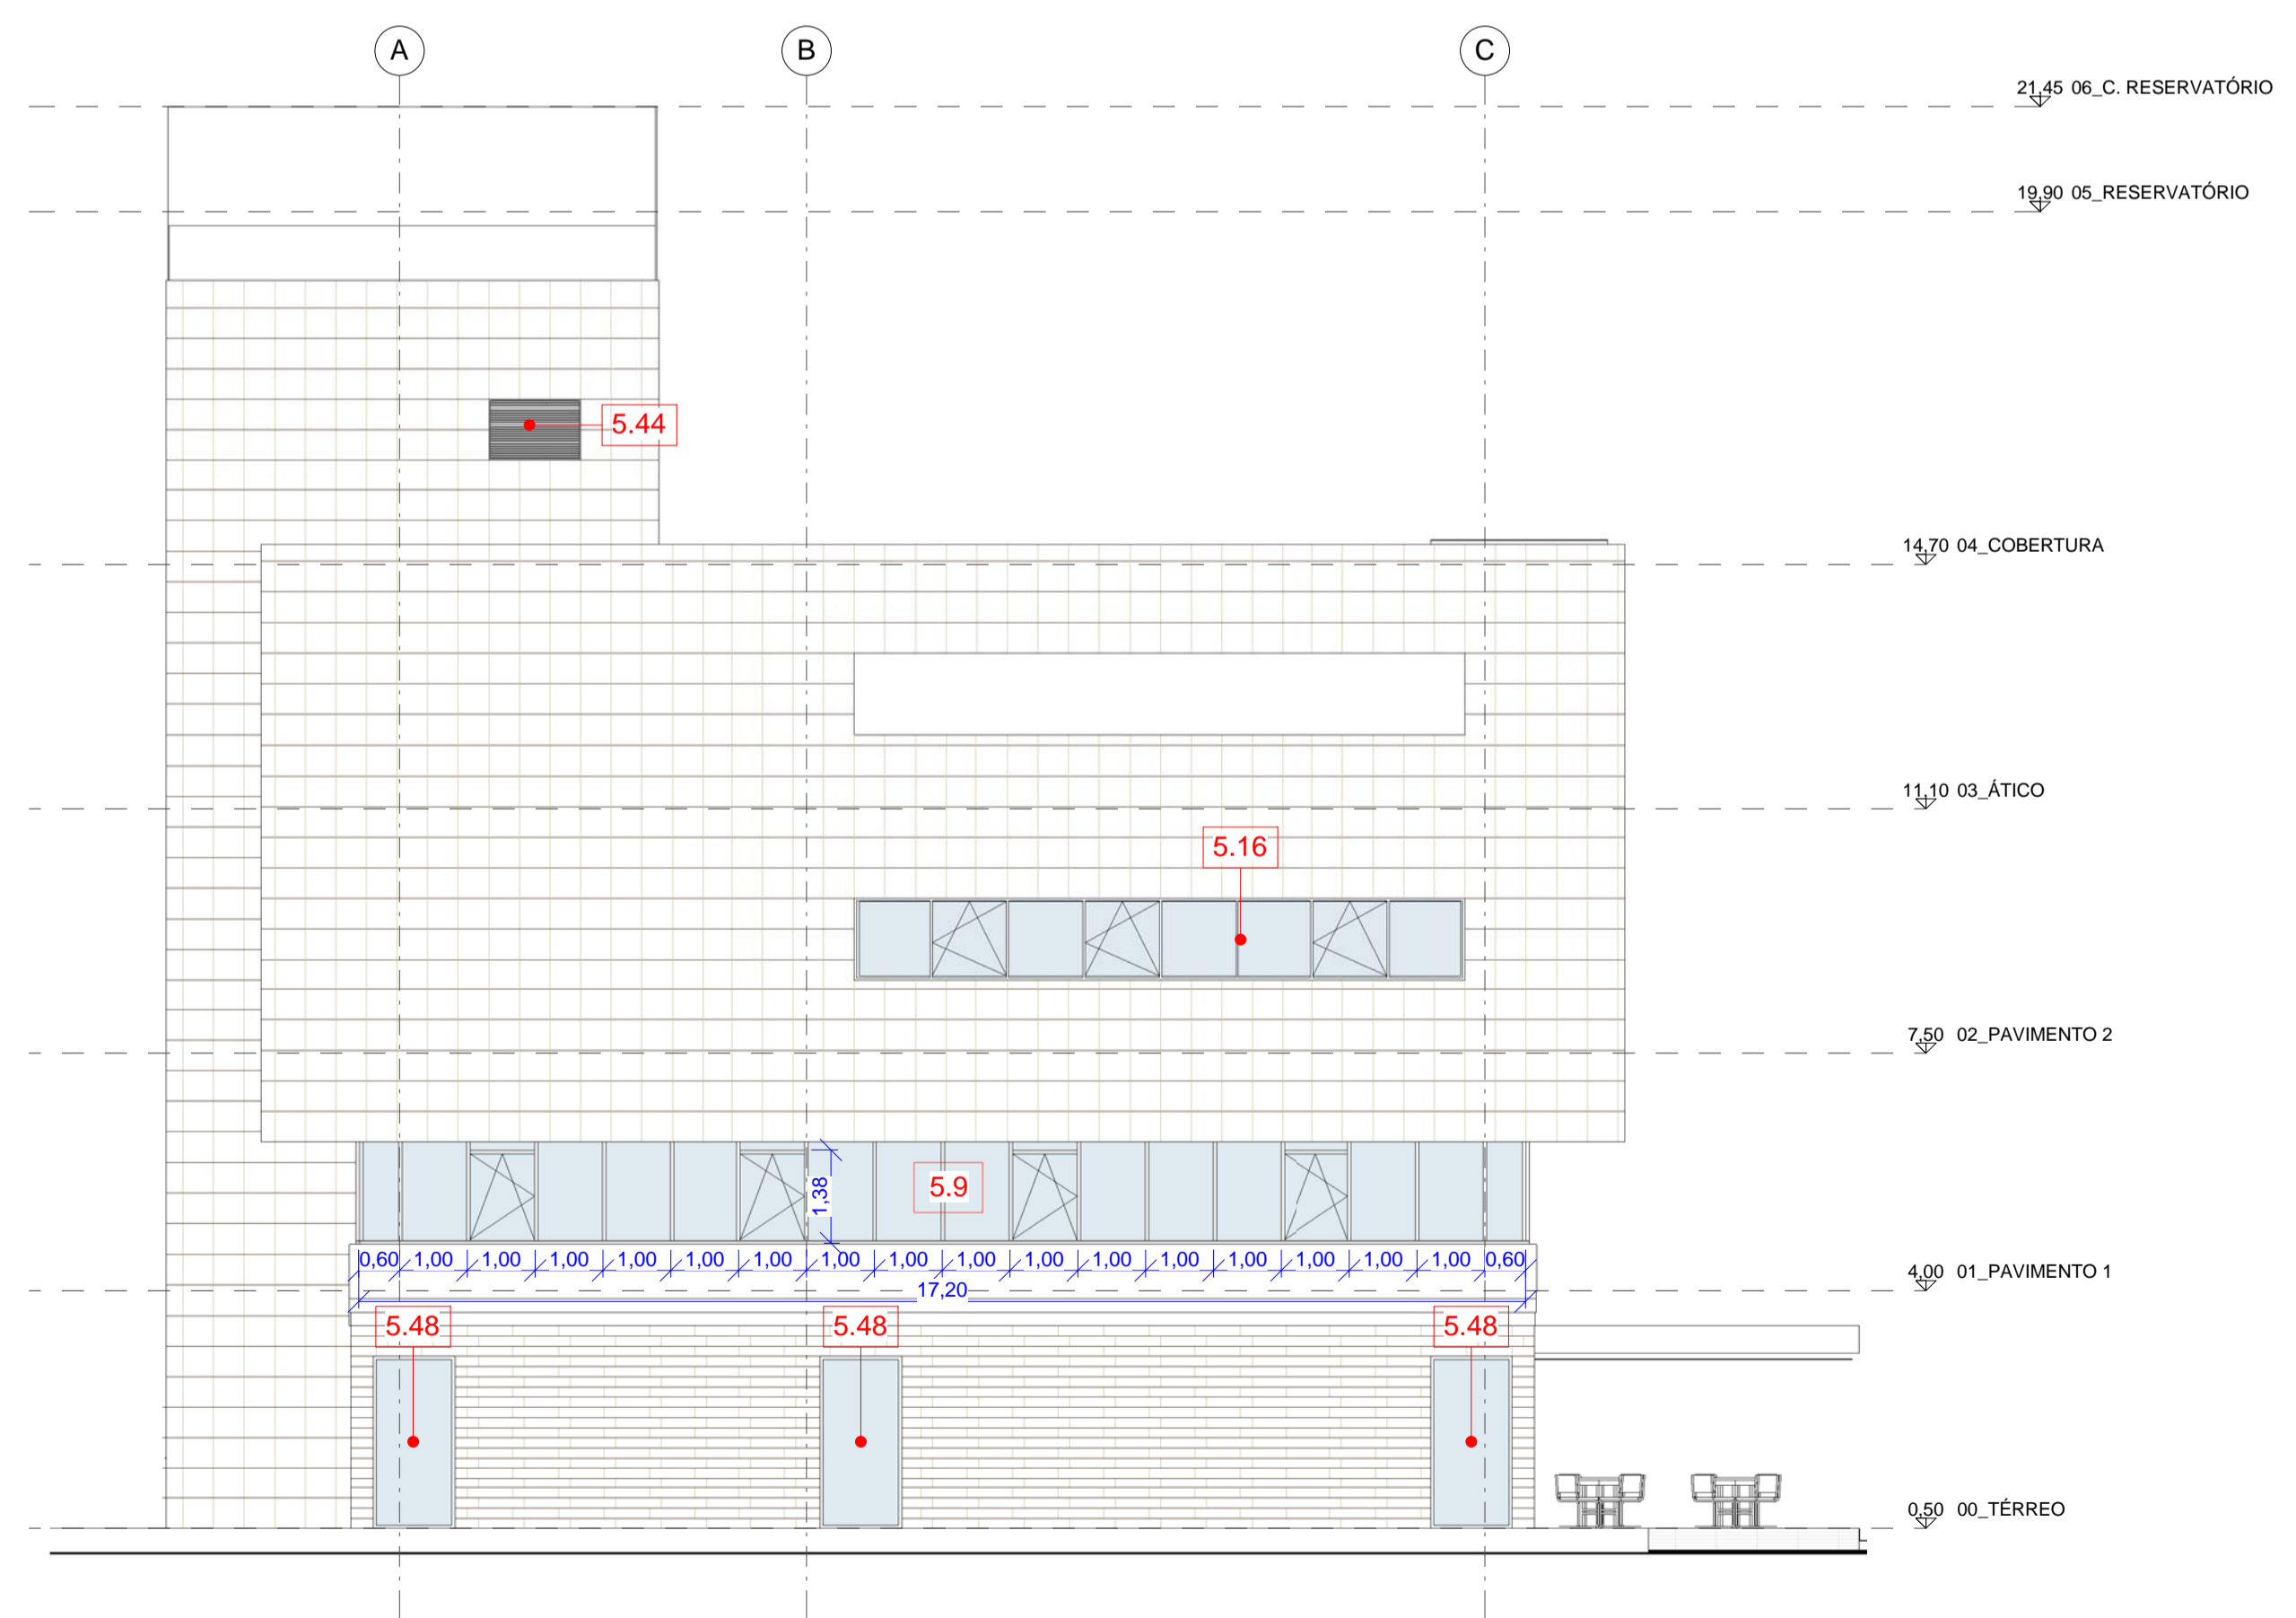 A B C
21,45 06_C. RESERVATÓRIO
19,90 05_RESERVATÓRIO
5.44
14,70 04_COBERTURA
11,10 03_ÁTICO
5.16
7,50 02_PAVIMENTO 2
1,38
5.9
0,60 1,00 1,00 1,00 1,00 1,00 1,00 1,00 1,00 1,00 1,00 1,00 1,00 1,00 1,00 1,00 1,00 0,60
4,00 01_PAVIMENTO 1
17,20
5.48 5.48 5.48
0,50 00_TÉRREO